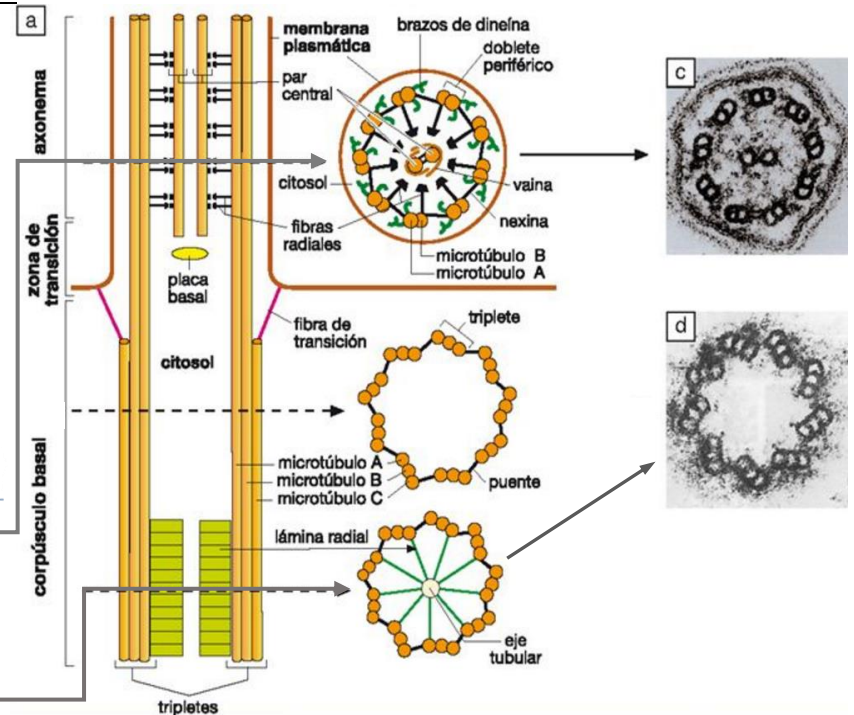 a
axonema
zona de
transición
corpúsculo basal
membrana
plasmática
par
central
fibras
radiales
placa
basal
fibra de
transición
citosol
microtúbulo A
microtúbulo B
microtúbulo C
lámina radial
tripletes
brazos de dineína
doblete
periférico
citosol
vaina
nexina
microtúbulo B
microtúbulo A
triplete
puente
eje
tubular
c
d